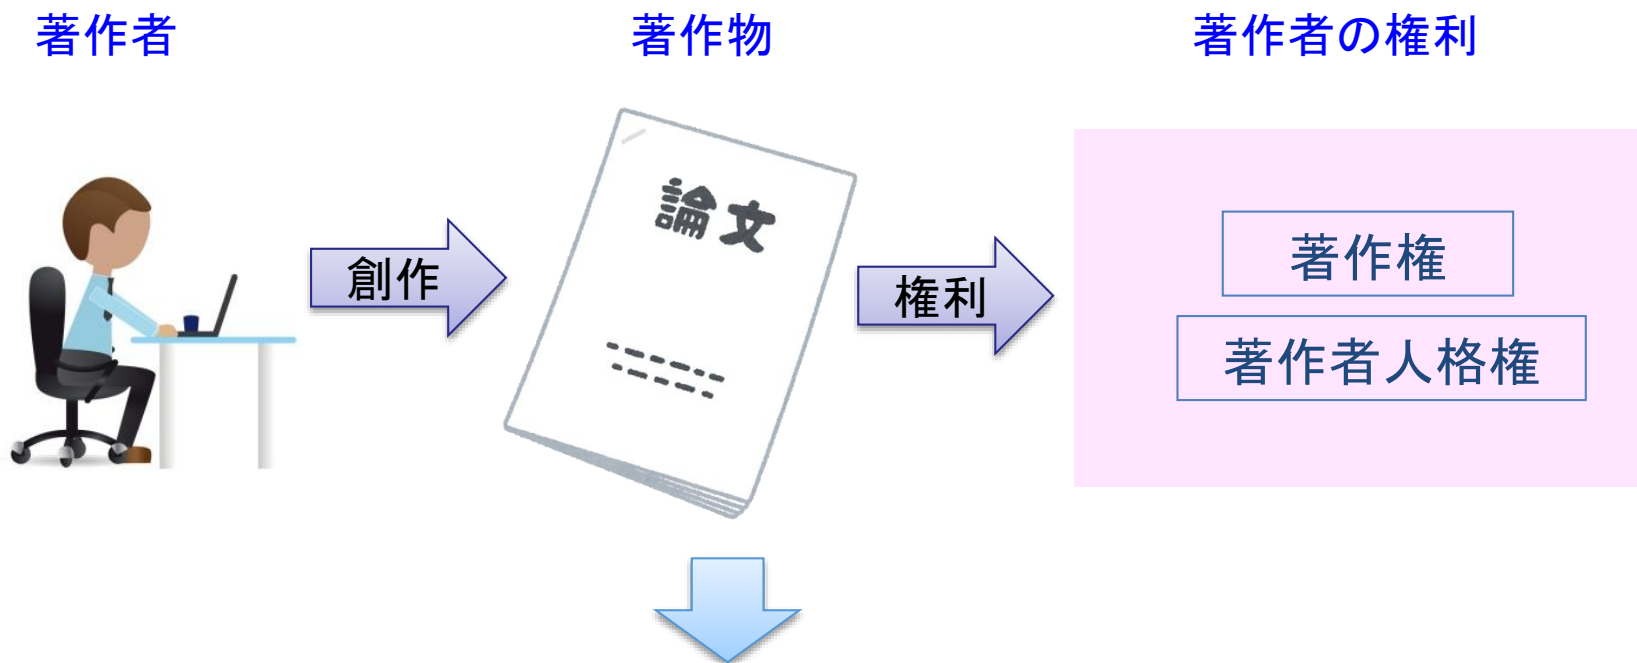 著作者
著作物
著作者の権利
論文
創作
権利
著作権
著作者人格権